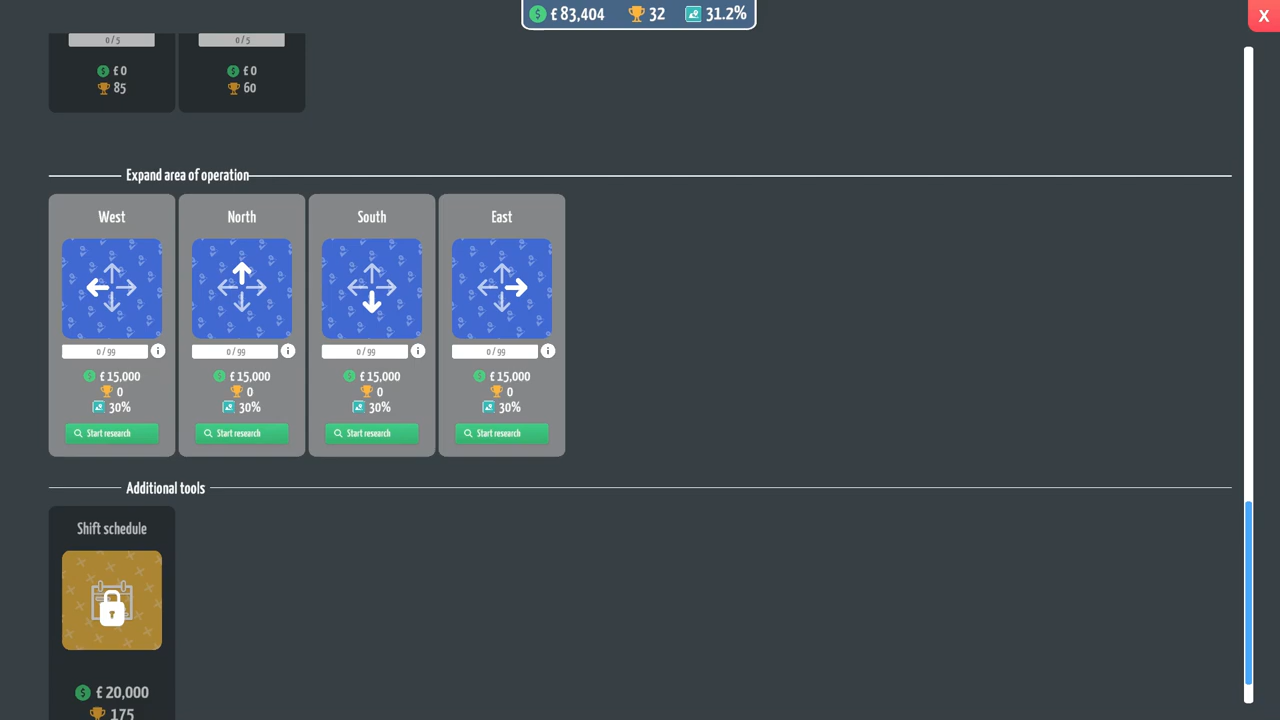 £ 83,404 32 31.2% X
0 / 5 0 / 5
£ 0 £ 0
85 60
Expand area of operation
West North South East
0 / 99 i 0 / 99 i 0 / 99 i 0 / 99 i
£ 15,000 £ 15,000 £ 15,000 £ 15,000
0 0 0 0
30% 30% 30% 30%
Start research Start research Start research Start research
Additional tools
Shift schedule
£ 20,000
175